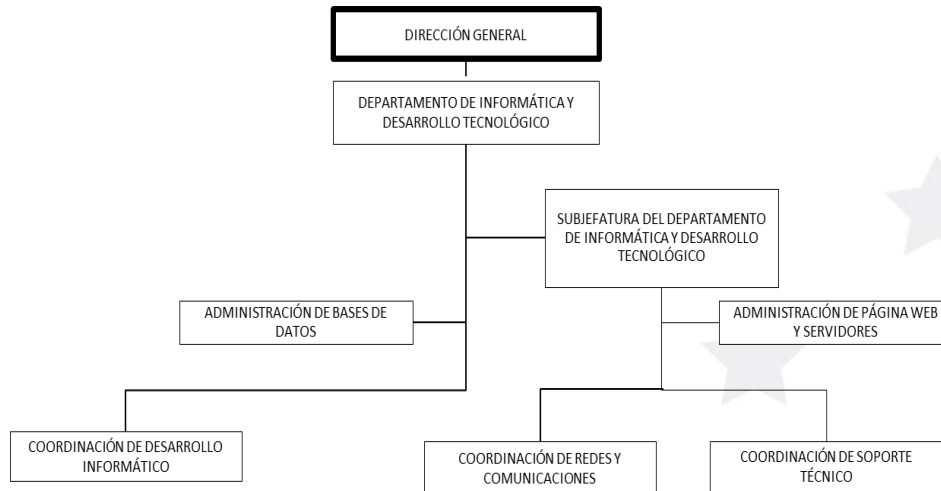 DIRECCIÓN GENERAL
DEPARTAMENTO DE INFORMÁTICA Y
DESARROLLO TECNOLÓGICO
SUBJEFATURA DEL DEPARTAMENTO
DE INFORMÁTICA Y DESARROLLO
TECNOLÓGICO
ADMINISTRACIÓN DE BASES DE
DATOS
ADMINISTRACIÓN DE PÁGINA WEB
Y SERVIDORES
COORDINACIÓN DE DESARROLLO
INFORMÁTICO
COORDINACIÓN DE REDES Y
COMUNICACIONES
COORDINACIÓN DE SOPORTE
TÉCNICO